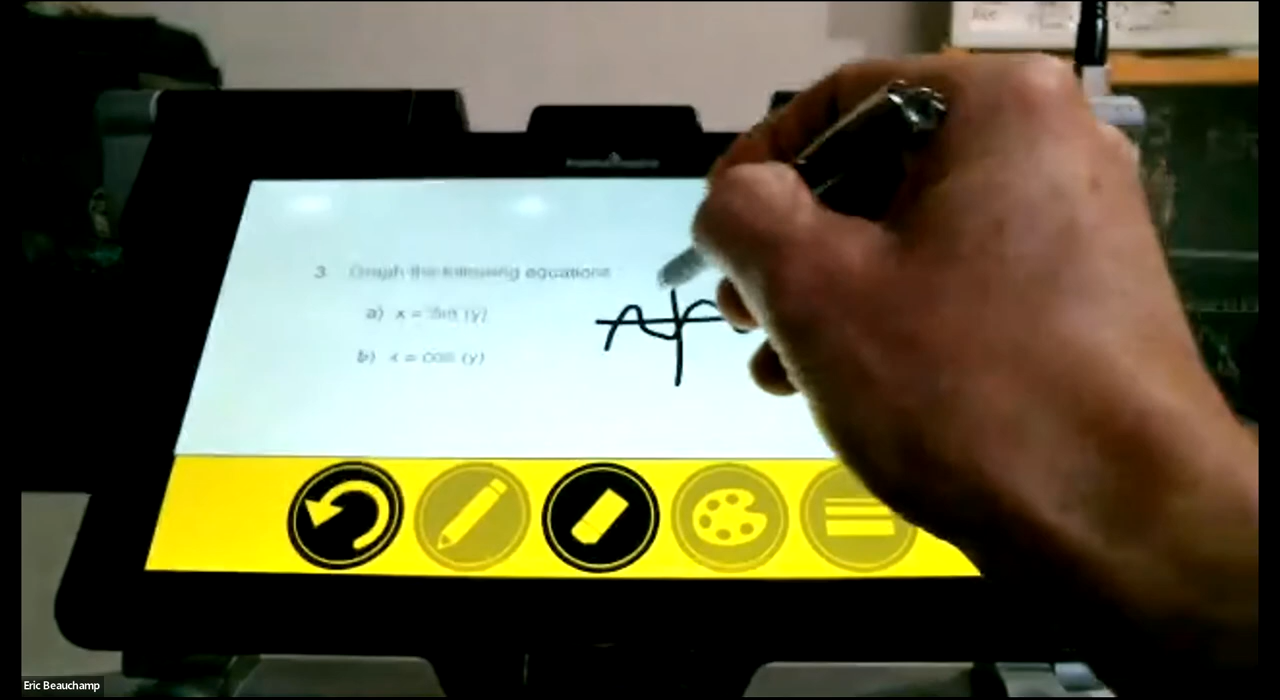 3. Graph the following equations
a) x = Sin (y)
b) x = cos (y)
Eric Beauchamp